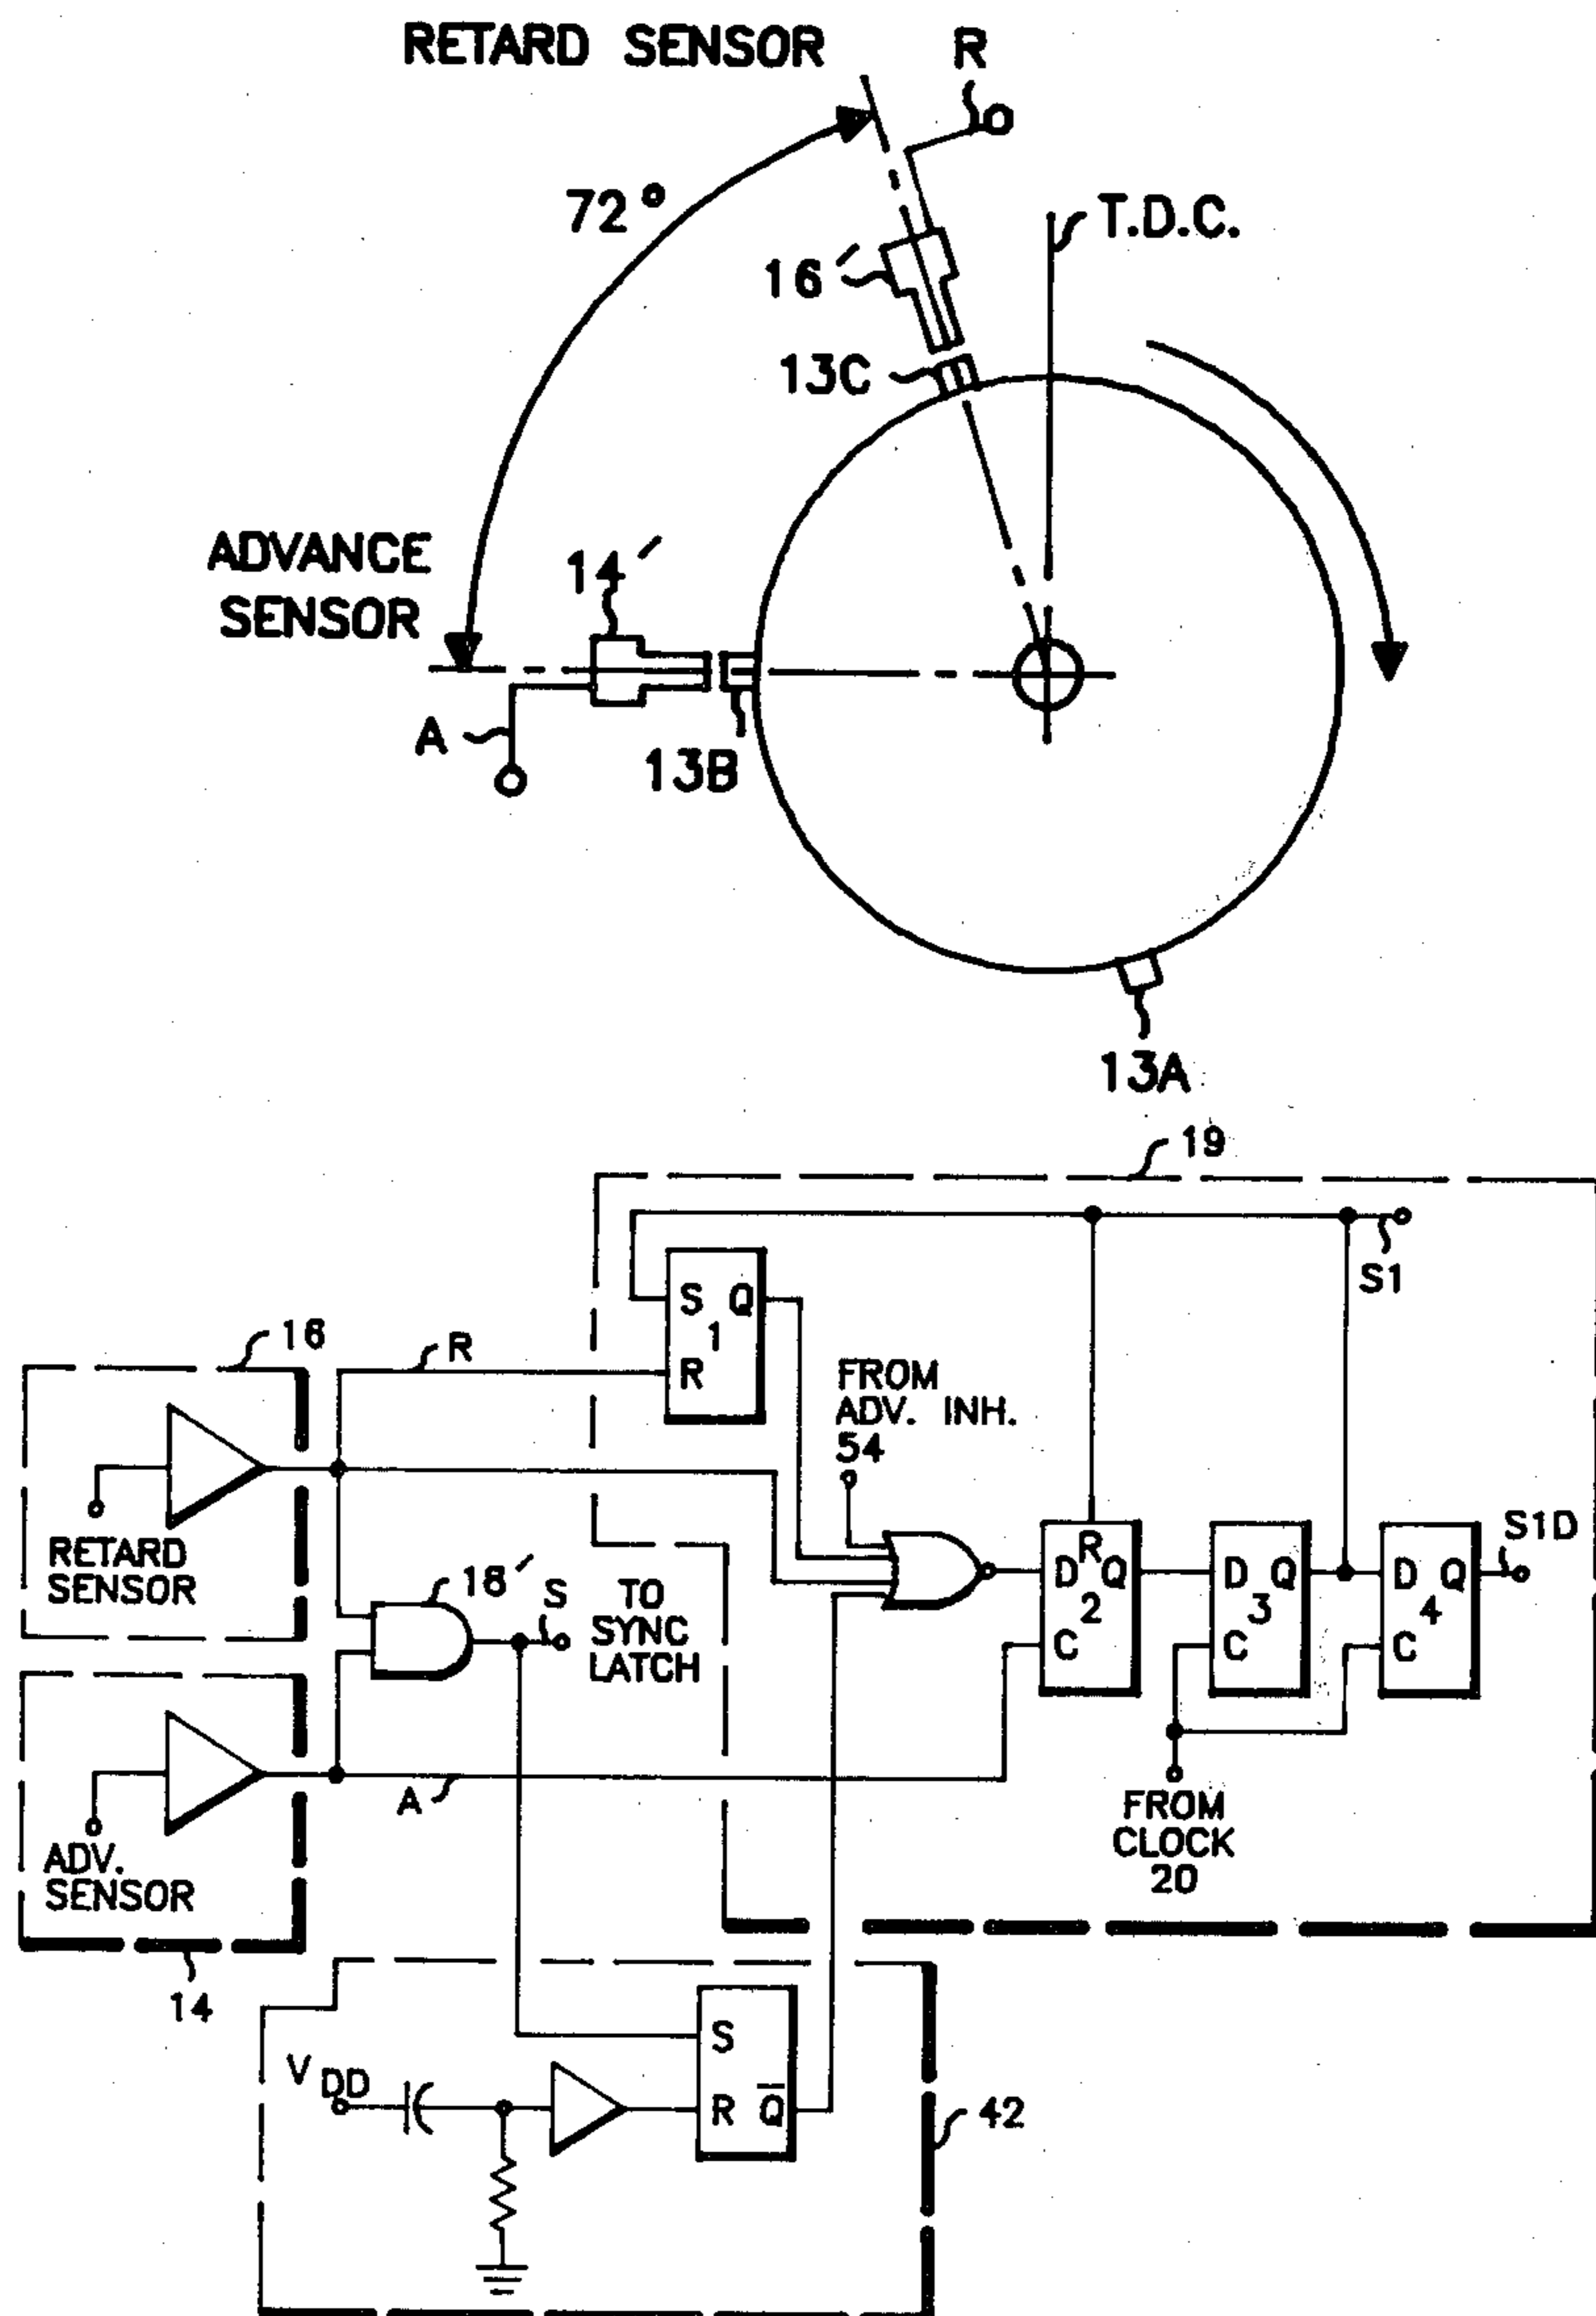 RETARD SENSOR
R
72°
T.D.C.
16'
13C
ADVANCE
SENSOR
14'
A
13B
13A
19
S1
S Q
1
R
16
R
FROM
ADV. INH.
54
RETARD
SENSOR
18'
S
TO
SYNC
LATCH
R
D Q
2
C
D Q
3
C
D Q
4
C
S1D
A
FROM
CLOCK
20
ADV.
SENSOR
14
S
R Q̅
VDD
42